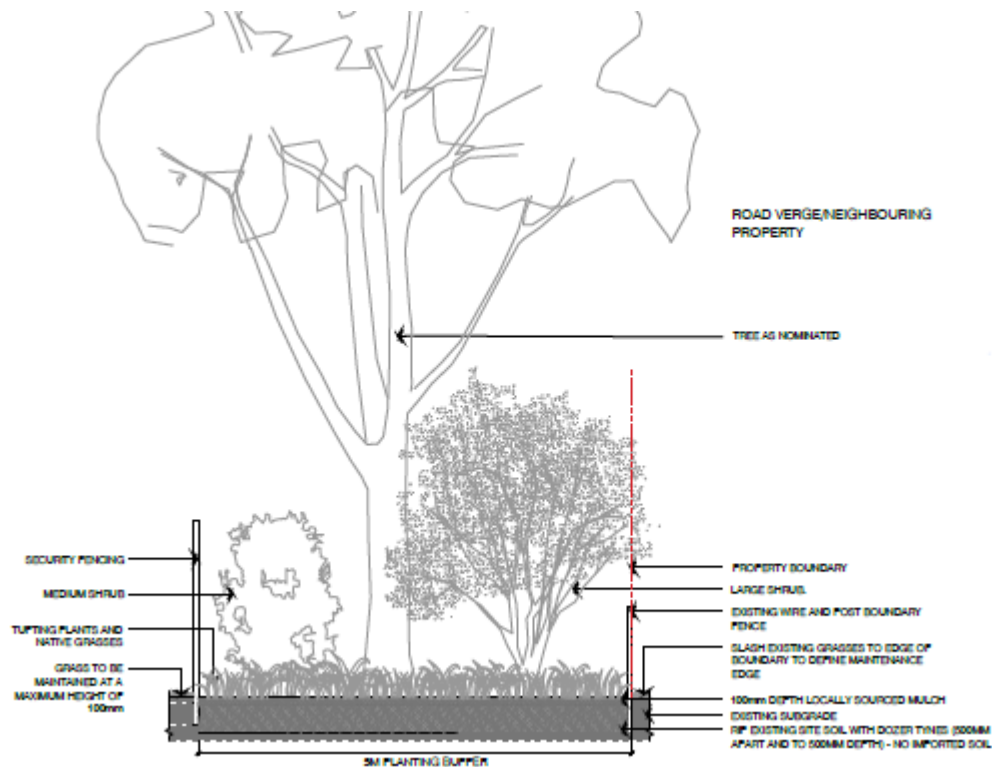 ROAD VERGE/NEIGHBOURING
PROPERTY
TREE AS NOMINATED
SECURITY FENCING
MEDIUM SHRUB
TUFTING PLANTS AND
NATIVE GRASSES
GRASS TO BE
MAINTAINED AT A
MAXIMUM HEIGHT OF
100mm
PROPERTY BOUNDARY
LARGE SHRUB.
EXISTING WIRE AND POST BOUNDARY
FENCE
SLASH EXISTING GRASSES TO EDGE OF
BOUNDARY TO DEFINE MAINTENANCE
EDGE
100mm DEPTH LOCALLY SOURCED MULCH
EXISTING SUBGRADE
RIP EXISTING SITE SOIL WITH DOZER TYNES (500MM
APART AND TO 500MM DEPTH) - NO IMPORTED SOIL
5M PLANTING BUFFER